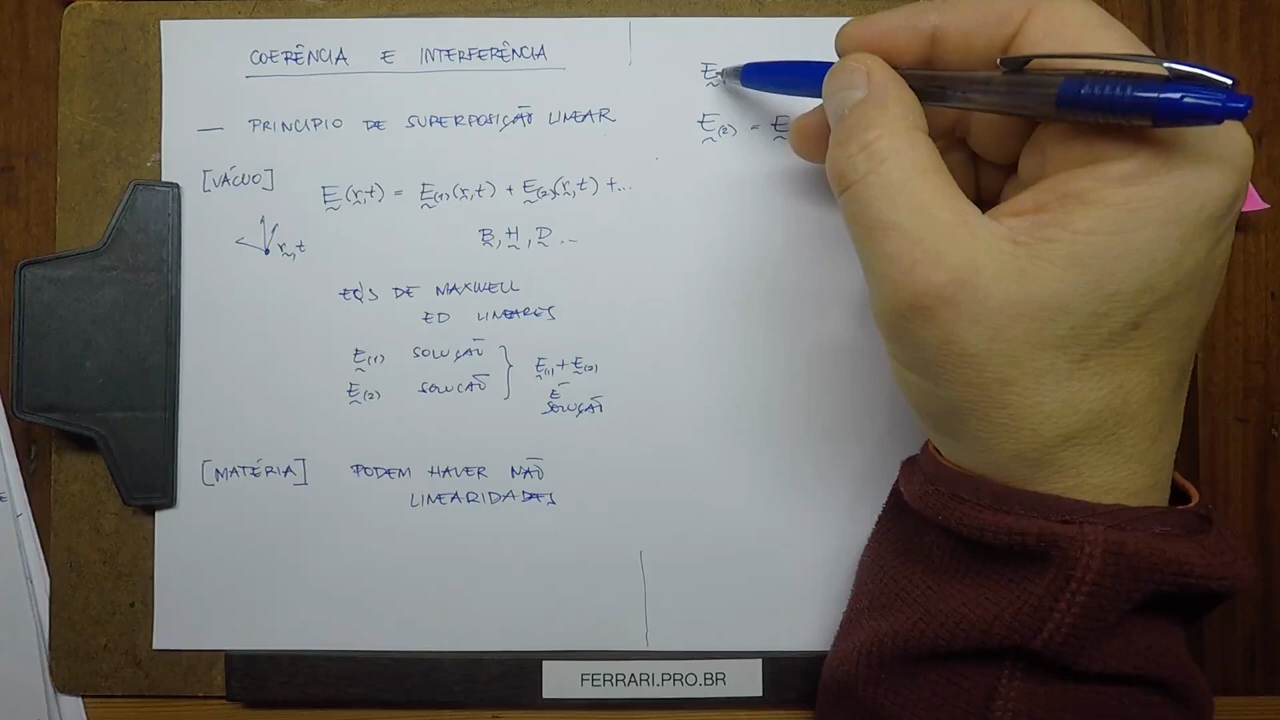 COERÊNCIA E INTERFERÊNCIA
— PRINCIPIO DE SUPERPOSIÇÃO LINEAR
[VÁCUO] E(r,t) = E(1)(r,t) + E(2)(r,t) + ...
r, t
B, H, D ...
EQ'S DE MAXWELL
ED LINEARES
E(1) SOLUÇÃO
E(2) SOLUCÃO
E(1) + E(2)
É
SOLUÇÃO
[MATÉRIA] PODEM HAVER NÃO
LINEARIDADES
E
E(2) = E
FERRARI.PRO.BR